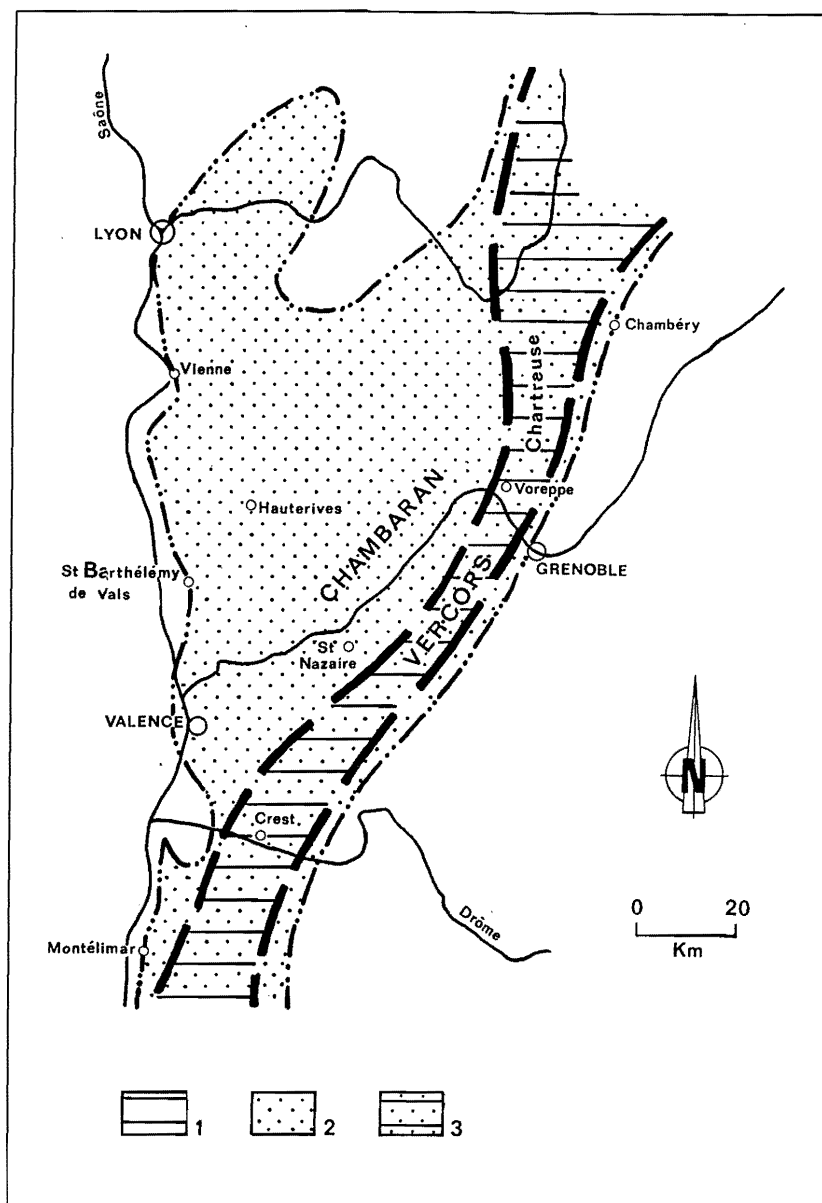 Saône
LYON
Chambéry
Vienne
Chartreuse
Voreppe
Hauterives
CHAMBARAN
GRENOBLE
St Barthélémy
de Vals
VERCORS
St
Nazaire
VALENCE
N
Crest
0 20
Km
Drôme
Montélimar
1 2 3